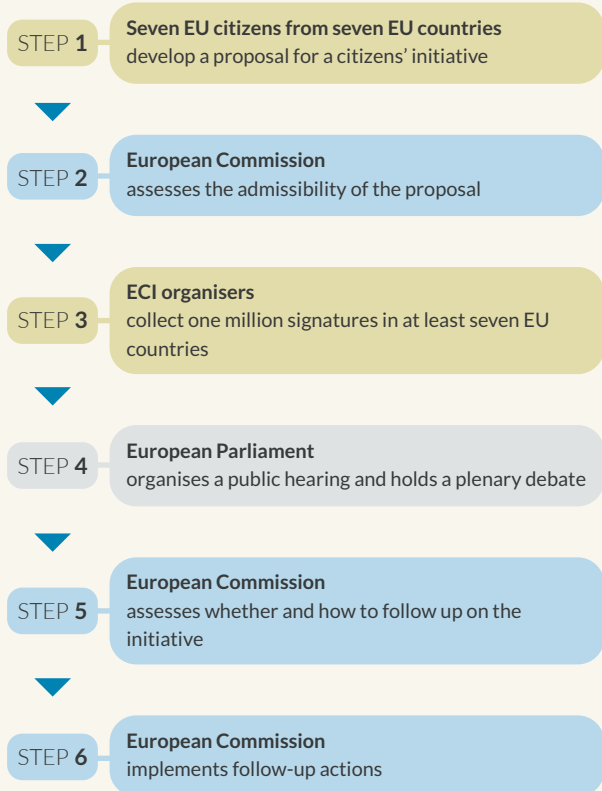 STEP 1
Seven EU citizens from seven EU countries
develop a proposal for a citizens’ initiative
STEP 2
European Commission
assesses the admissibility of the proposal
STEP 3
ECI organisers
collect one million signatures in at least seven EU
countries
STEP 4
European Parliament
organises a public hearing and holds a plenary debate
STEP 5
European Commission
assesses whether and how to follow up on the
initiative
STEP 6
European Commission
implements follow-up actions